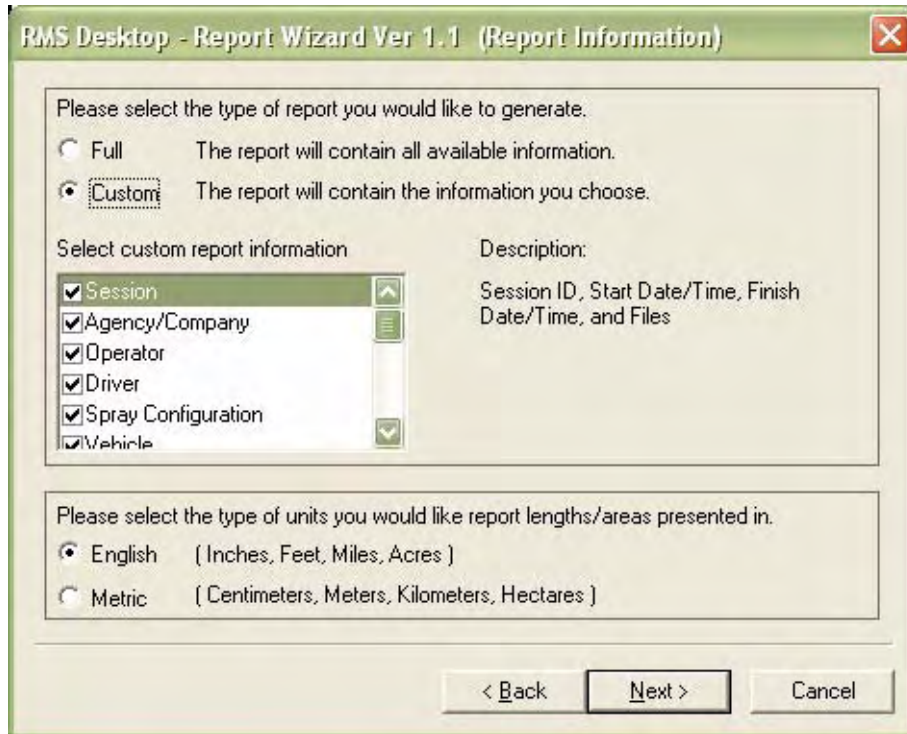 RMS Desktop - Report Wizard Ver 1.1 (Report Information)
Please select the type of report you would like to generate.
Full The report will contain all available information.
Custom The report will contain the information you choose.
Select custom report information
Description:
Session
Agency/Company
Operator
Driver
Spray Configuration
Vehicle
Session ID, Start Date/Time, Finish
Date/Time, and Files
Please select the type of units you would like report lengths/areas presented in.
English ( Inches, Feet, Miles, Acres )
Metric ( Centimeters, Meters, Kilometers, Hectares )
< Back
Next >
Cancel